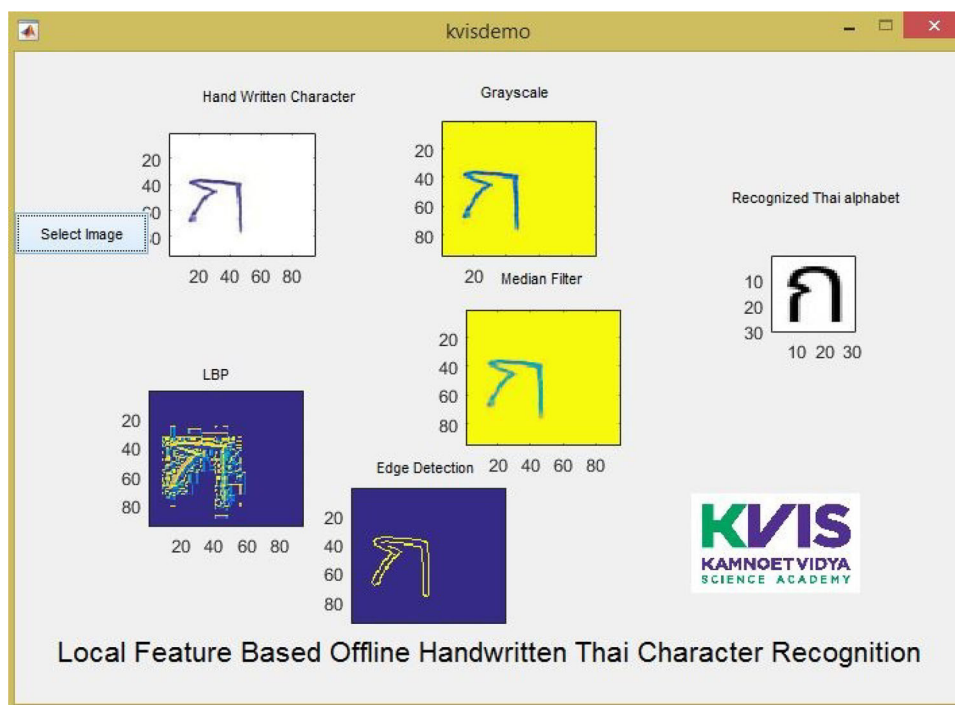 kvisdemo
Hand Written Character
Grayscale
20
40
60
80
20 40 60 80
20
40
60
80
20
Select Image
Recognized Thai alphabet
10
20
30
ก
10 20 30
Median Filter
20
40
60
80
20 40 60 80
LBP
20
40
60
80
20 40 60 80
Edge Detection
20
40
60
80
KVIS
KAMNOETVIDYA
SCIENCE ACADEMY
Local Feature Based Offline Handwritten Thai Character Recognition